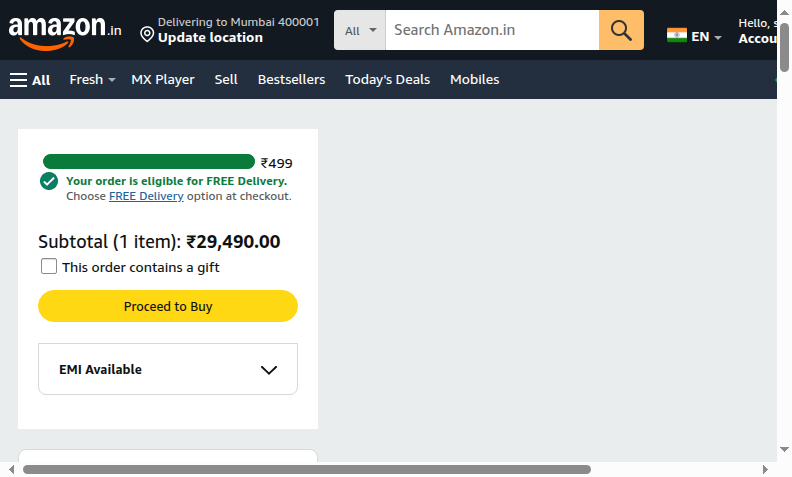 amazon.in
Delivering to Mumbai 400001
Update location
All
Search Amazon.in
EN
Hello, s
Accou
All
Fresh
MX Player
Sell
Bestsellers
Today's Deals
Mobiles
₹499
Your order is eligible for FREE Delivery.
Choose FREE Delivery option at checkout.
Subtotal (1 item): ₹29,490.00
This order contains a gift
Proceed to Buy
EMI Available